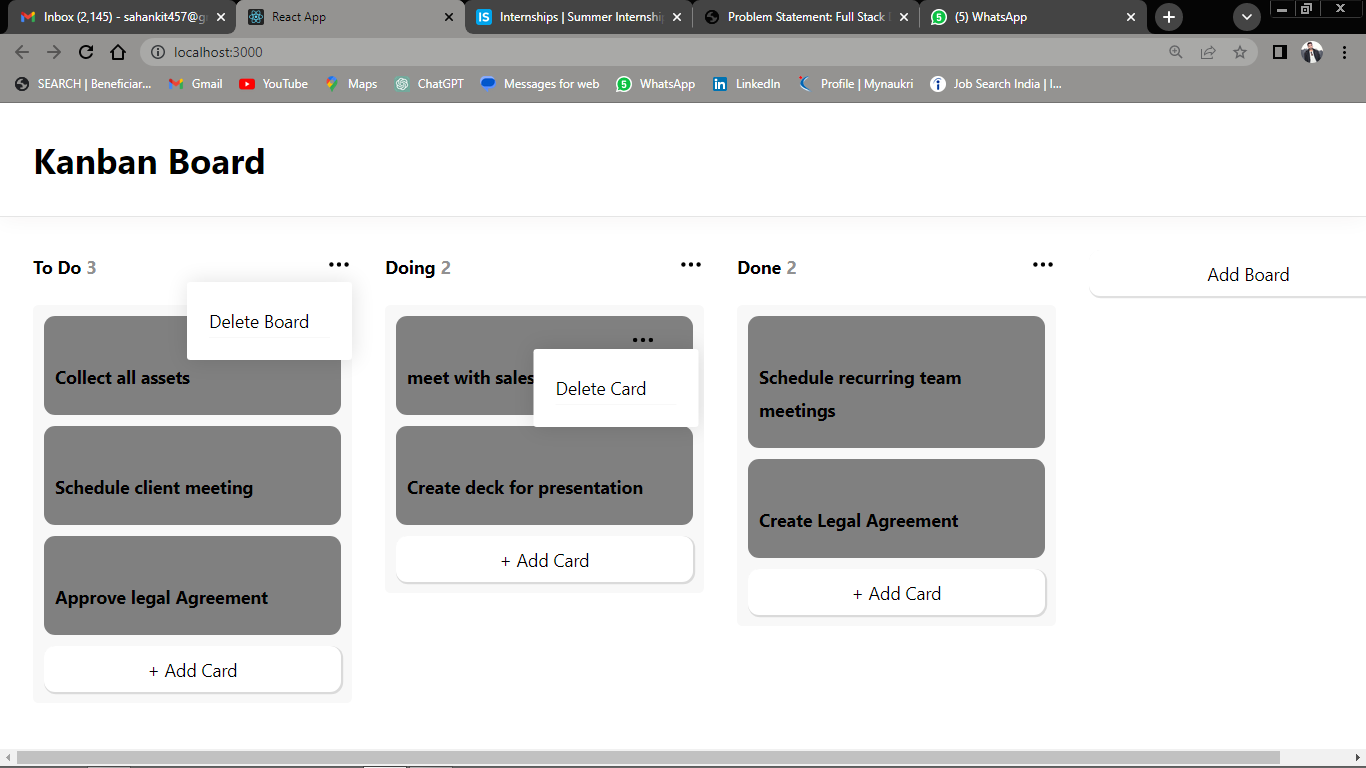 Inbox (2,145) - sahankit457@g
React App
Internships | Summer Internshi
Problem Statement: Full Stack
(5) WhatsApp
localhost:3000
SEARCH | Beneficiar...
Gmail
YouTube
Maps
ChatGPT
Messages for web
WhatsApp
LinkedIn
Profile | Mynaukri
Job Search India | I...
Kanban Board
To Do 3
Delete Board
Collect all assets
Schedule client meeting
Approve legal Agreement
+ Add Card
Doing 2
meet with sales
Delete Card
Create deck for presentation
+ Add Card
Done 2
Schedule recurring team
meetings
Create Legal Agreement
+ Add Card
Add Board